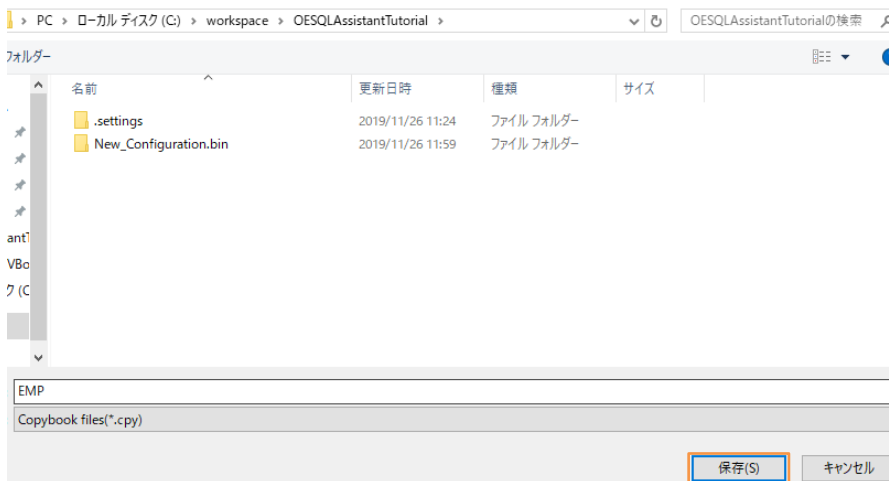 PC > ローカル ディスク (C:) > workspace > OESQLAssistantTutorial > OESQLAssistantTutorialの検索
フォルダー
名前 更新日時 種類 サイズ
.settings 2019/11/26 11:24 ファイル フォルダー
New_Configuration.bin 2019/11/26 11:59 ファイル フォルダー
EMP
Copybook files(*.cpy)
保存(S) キャンセル